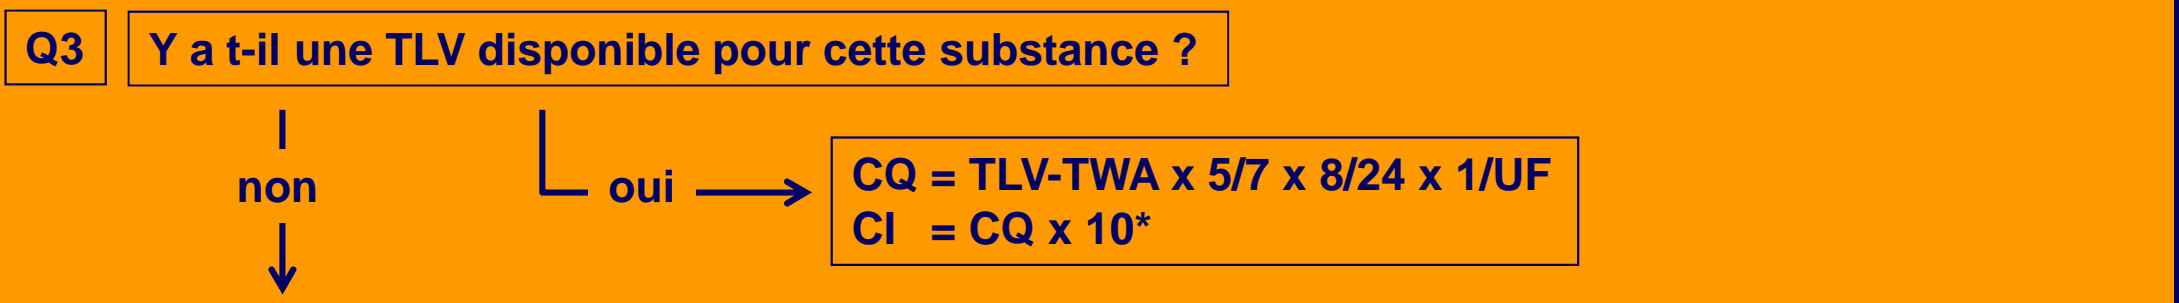 Q3 Y a t-il une TLV disponible pour cette substance ?
non
oui
CQ = TLV-TWA x 5/7 x 8/24 x 1/UF
CI = CQ x 10*